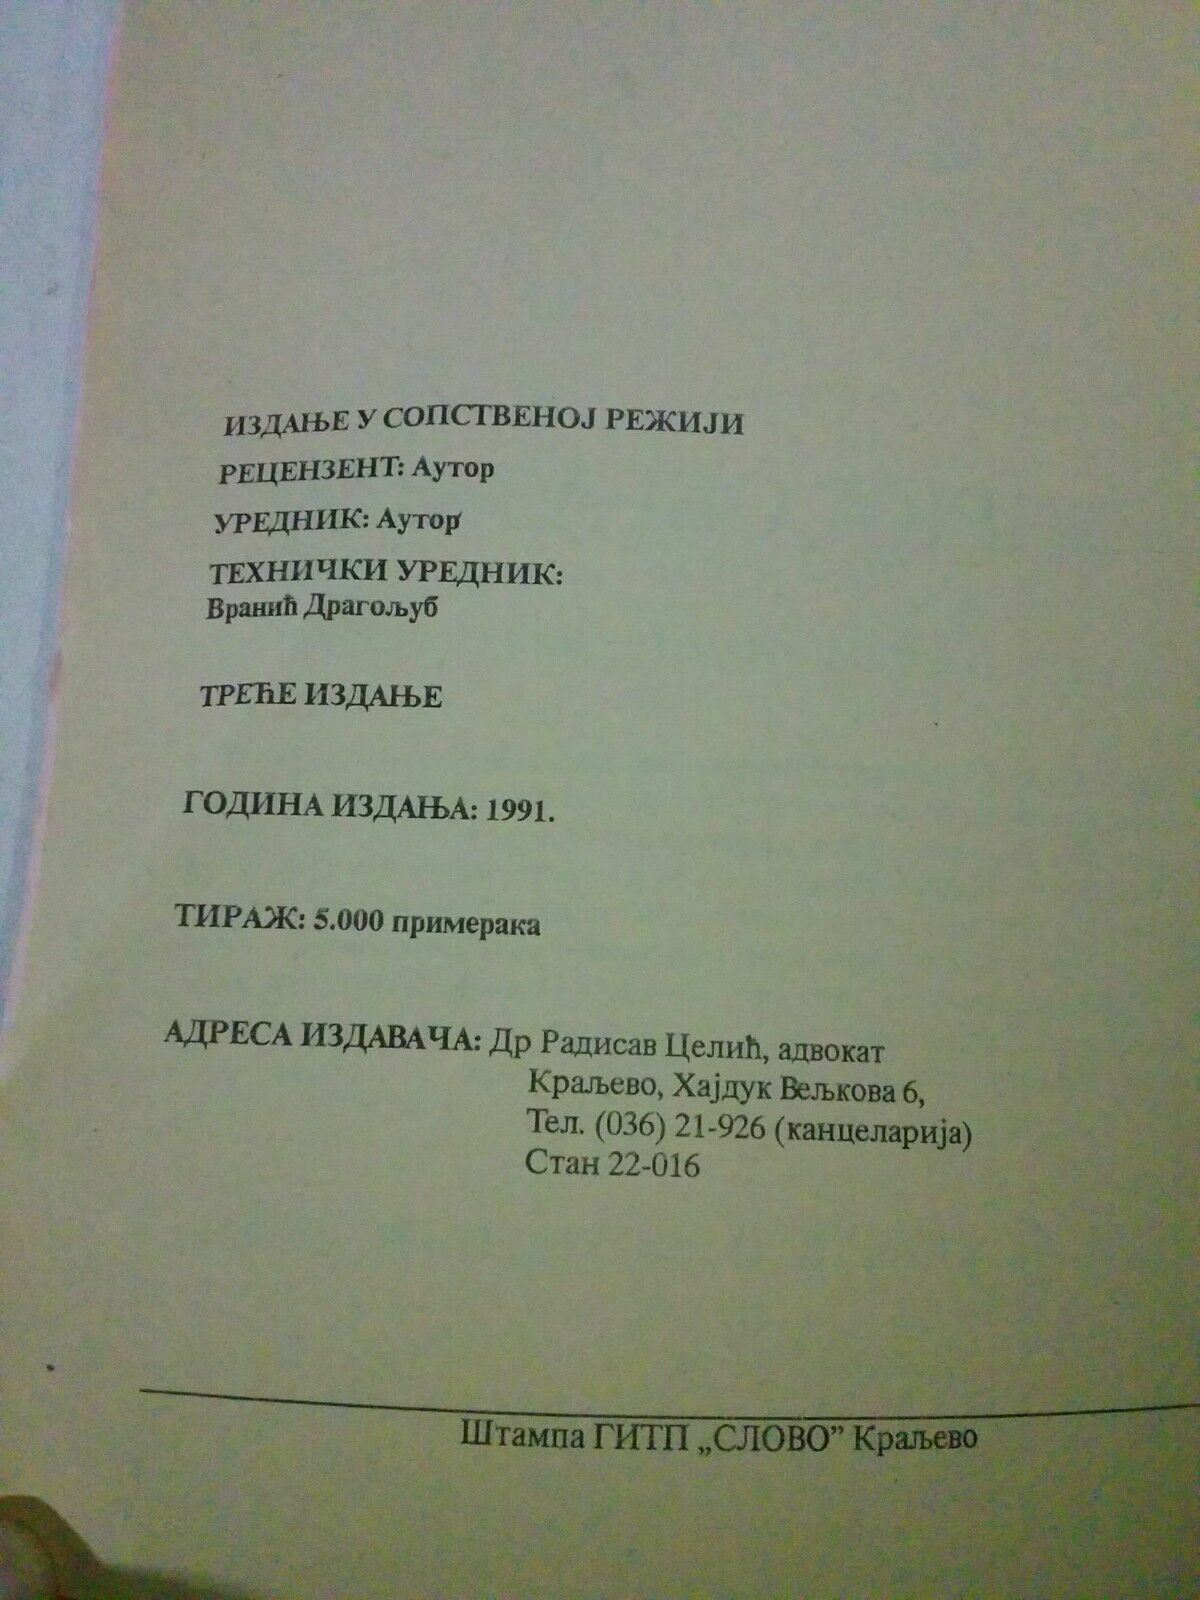 ИЗДАЊЕ У СОПСТВЕНОЈ РЕЖИЈИ
РЕЦЕНЗЕНТ: Аутор
УРЕДНИК: Аутор
ТЕХНИЧКИ УРЕДНИК:
Вранић Драгољуб
ТРЕЋЕ ИЗДАЊЕ
ГОДИНА ИЗДАЊА: 1991.
ТИРАЖ: 5.000 примерака
АДРЕСА ИЗДАВАЧА: Др Радисав Целић, адвокат
Краљево, Хајдук Вељкова 6,
Тел. (036) 21-926 (канцеларија)
Стан 22-016
Штампа ГИТП „СЛОВО” Краљево